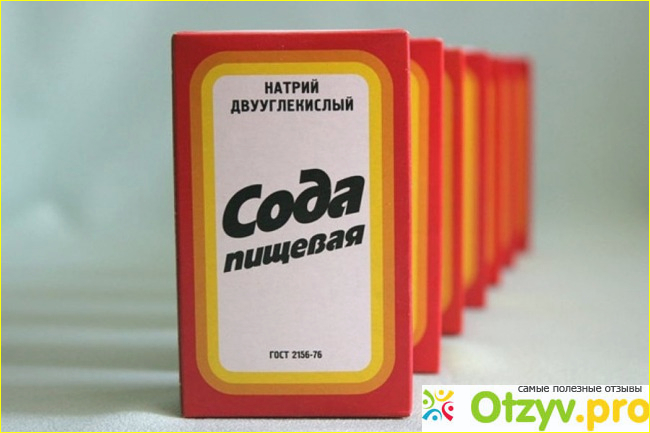 НАТРИЙ
ДВУУГЛЕКИСЛЫЙ
Сода
пищевая
ГОСТ 2156-76
самые полезные отзывы
Otzyv.pro